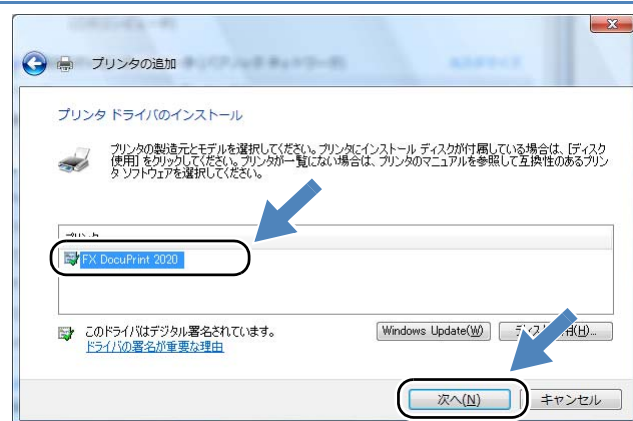 プリンタの追加
プリンタ ドライバのインストール
プリンタの製造元とモデルを選択してください。プリンタにインストール ディスクが付属している場合は、[ディスク
使用] をクリックしてください。プリンタが一覧にない場合は、プリンタのマニュアルを参照して互換性のあるプリン
タ ソフトウェアを選択してください。
FX DocuPrint 2020
このドライバはデジタル署名されています。
Windows Update(W)
ドライバの署名が重要な理由
次へ(N)
キャンセル